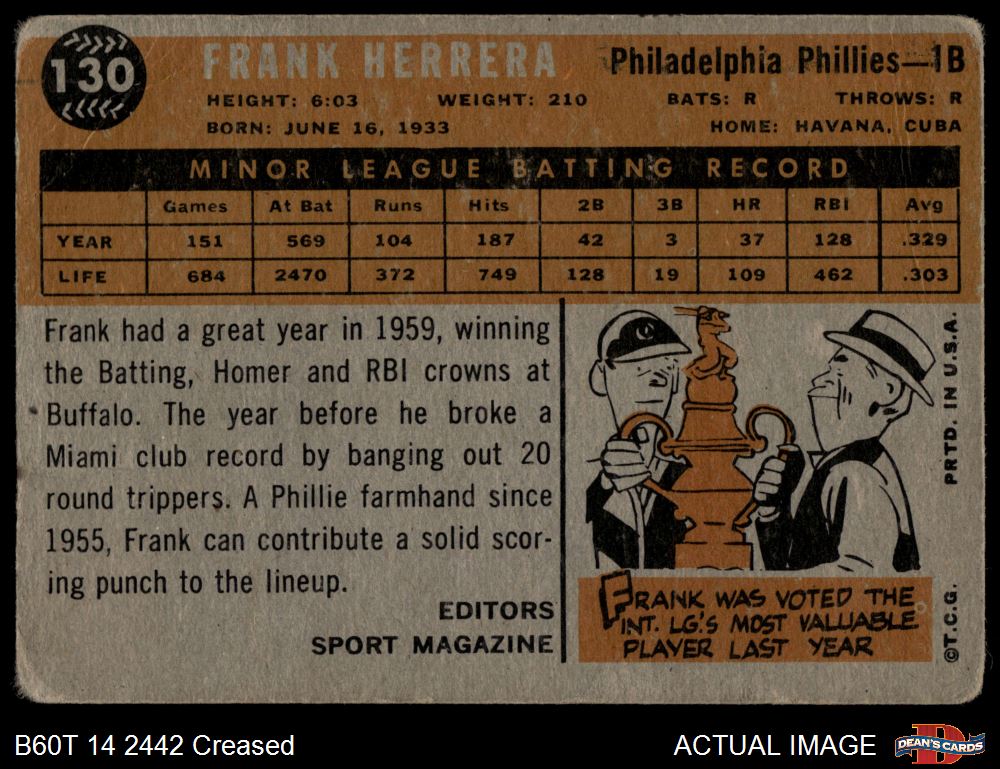 130
FRANK HERRERA
Philadelphia Phillies—1B
HEIGHT: 6:03 WEIGHT: 210 BATS: R THROWS: R
BORN: JUNE 16, 1933 HOME: HAVANA, CUBA
MINOR LEAGUE BATTING RECORD
Games At Bat Runs Hits 2B 3B HR RBI Avg
YEAR 151 569 104 187 42 3 37 128 .329
LIFE 684 2470 372 749 128 19 109 462 .303
Frank had a great year in 1959, winning
the Batting, Homer and RBI crowns at
Buffalo. The year before he broke a
Miami club record by banging out 20
round trippers. A Phillie farmhand since
1955, Frank can contribute a solid scor-
ing punch to the lineup.
EDITORS
SPORT MAGAZINE
FRANK WAS VOTED THE
INT. LG.'S MOST VALUABLE
PLAYER LAST YEAR
PRTD. IN U.S.A.
©T.C.G.
B60T 14 2442 Creased
ACTUAL IMAGE
D
DEAN'S CARDS